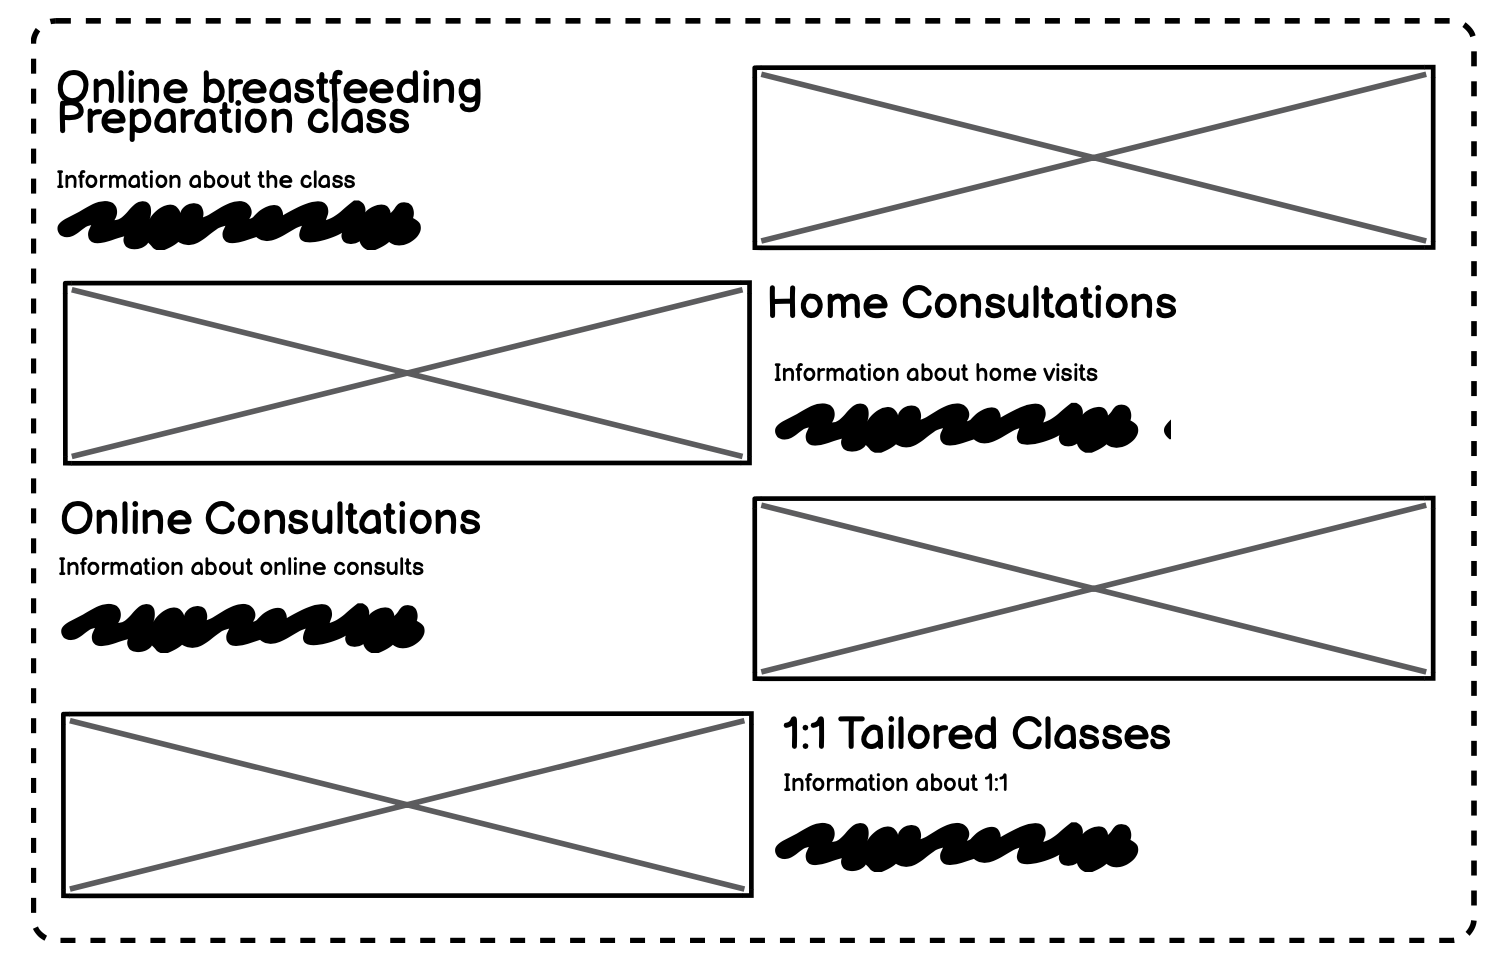 Online breastfeeding
Preparation class
Information about the class
Home Consultations
Information about home visits
Online Consultations
Information about online consults
1:1 Tailored Classes
Information about 1:1